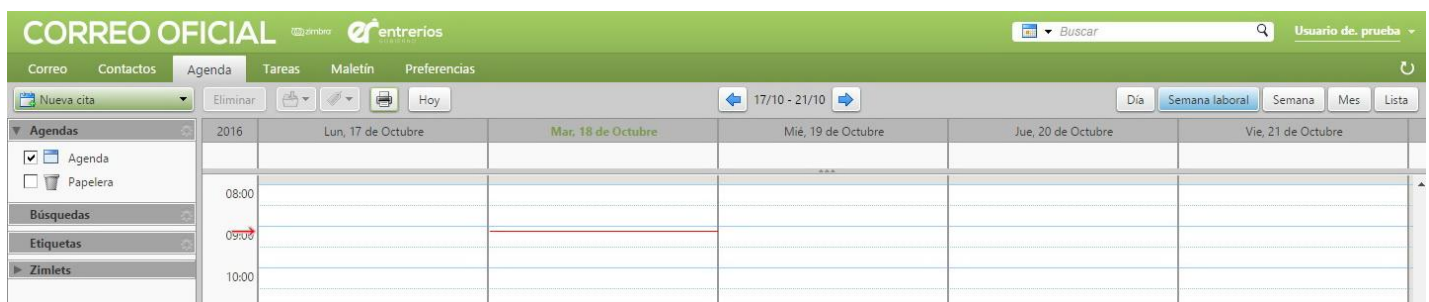 CORREO OFICIAL zimbra er entrerios
Buscar
Usuario de. prueba
Correo Contactos Agenda Tareas Maletín Preferencias
Nueva cita Eliminar Hoy 17/10 - 21/10 Día Semana laboral Semana Mes Lista
Agendas 2016 Lun, 17 de Octubre Mar, 18 de Octubre Mié, 19 de Octubre Jue, 20 de Octubre Vie, 21 de Octubre
Agenda
Papelera
08:00
Búsquedas
09:00
Etiquetas
Zimlets
10:00